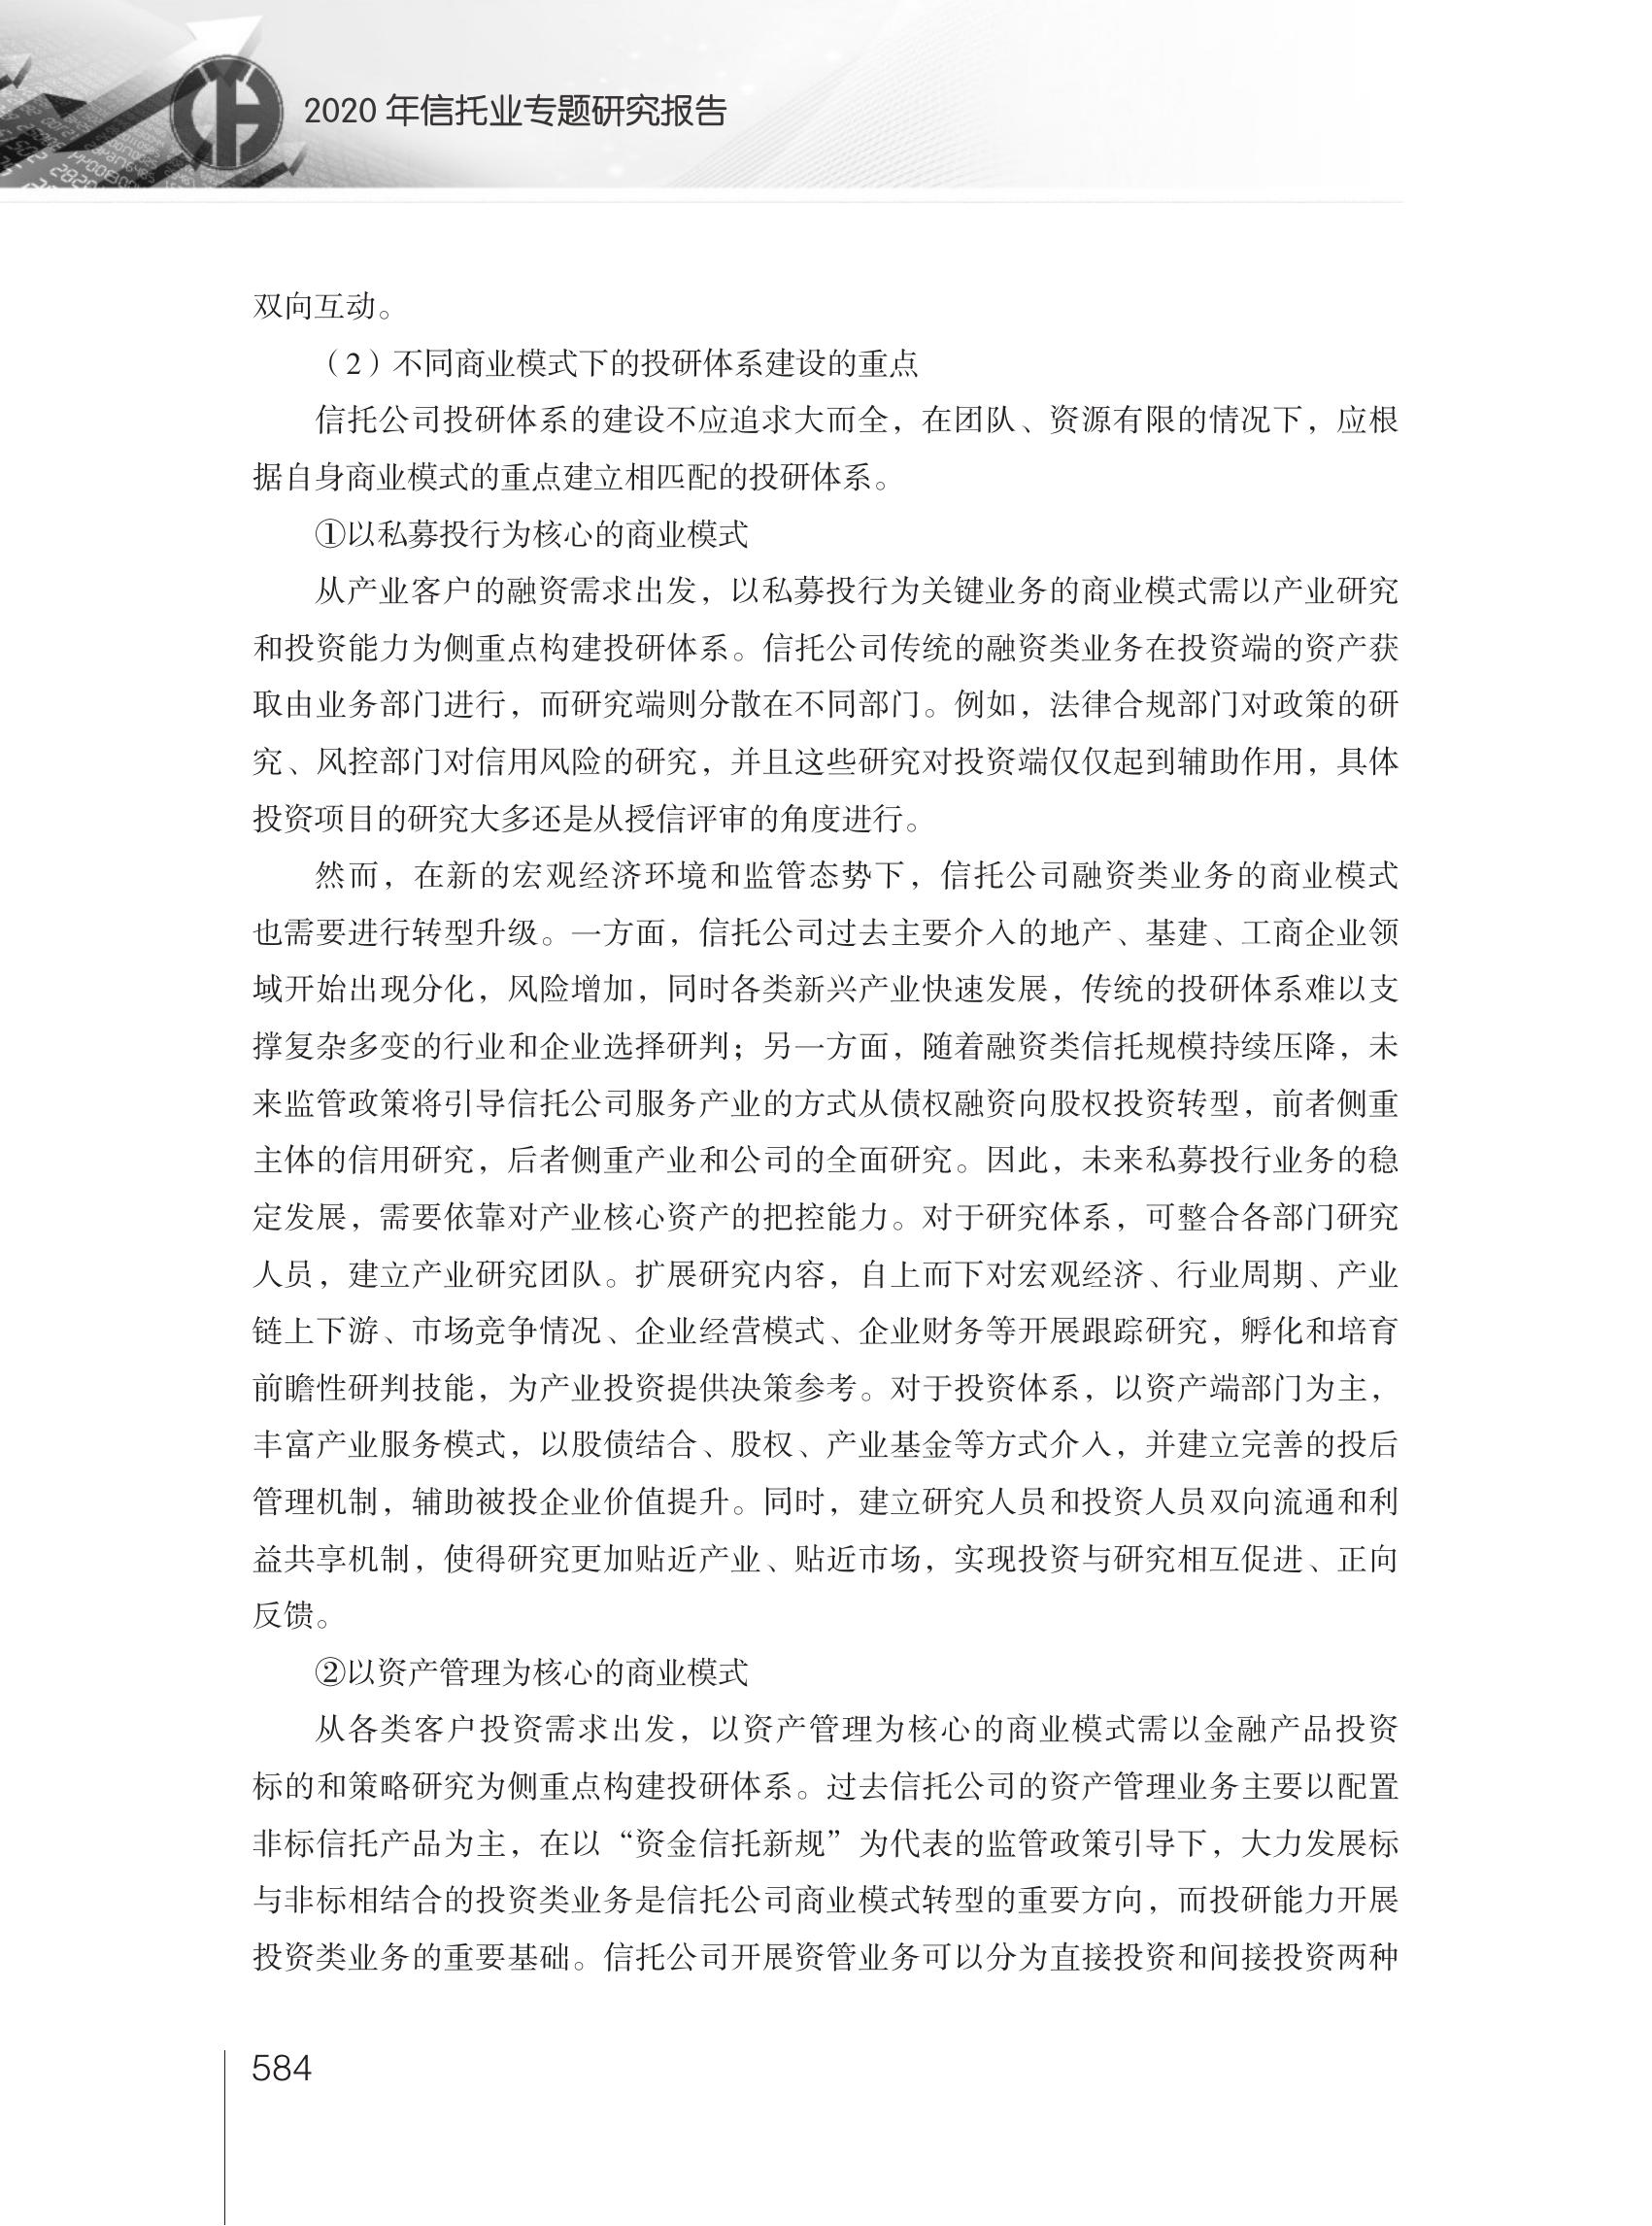 2020 年信托业专题研究报告
双向互动。
（2）不同商业模式下的投研体系建设的重点
信托公司投研体系的建设不应追求大而全，在团队、资源有限的情况下，应根
据自身商业模式的重点建立相匹配的投研体系。
①以私募投行为核心的商业模式
从产业客户的融资需求出发，以私募投行为关键业务的商业模式需以产业研究
和投资能力为侧重点构建投研体系。信托公司传统的融资类业务在投资端的资产获
取由业务部门进行，而研究端则分散在不同部门。例如，法律合规部门对政策的研
究、风控部门对信用风险的研究，并且这些研究对投资端仅仅起到辅助作用，具体
投资项目的研究大多还是从授信评审的角度进行。
然而，在新的宏观经济环境和监管态势下，信托公司融资类业务的商业模式
也需要进行转型升级。一方面，信托公司过去主要介入的地产、基建、工商企业领
域开始出现分化，风险增加，同时各类新兴产业快速发展，传统的投研体系难以支
撑复杂多变的行业和企业选择研判；另一方面，随着融资类信托规模持续压降，未
来监管政策将引导信托公司服务产业的方式从债权融资向股权投资转型，前者侧重
主体的信用研究，后者侧重产业和公司的全面研究。因此，未来私募投行业务的稳
定发展，需要依靠对产业核心资产的把控能力。对于研究体系，可整合各部门研究
人员，建立产业研究团队。扩展研究内容，自上而下对宏观经济、行业周期、产业
链上下游、市场竞争情况、企业经营模式、企业财务等开展跟踪研究，孵化和培育
前瞻性研判技能，为产业投资提供决策参考。对于投资体系，以资产端部门为主，
丰富产业服务模式，以股债结合、股权、产业基金等方式介入，并建立完善的投后
管理机制，辅助被投企业价值提升。同时，建立研究人员和投资人员双向流通和利
益共享机制，使得研究更加贴近产业、贴近市场，实现投资与研究相互促进、正向
反馈。
②以资产管理为核心的商业模式
从各类客户投资需求出发，以资产管理为核心的商业模式需以金融产品投资
标的和策略研究为侧重点构建投研体系。过去信托公司的资产管理业务主要以配置
非标信托产品为主，在以“资金信托新规”为代表的监管政策引导下，大力发展标
与非标相结合的投资类业务是信托公司商业模式转型的重要方向，而投研能力开展
投资类业务的重要基础。信托公司开展资管业务可以分为直接投资和间接投资两种
584